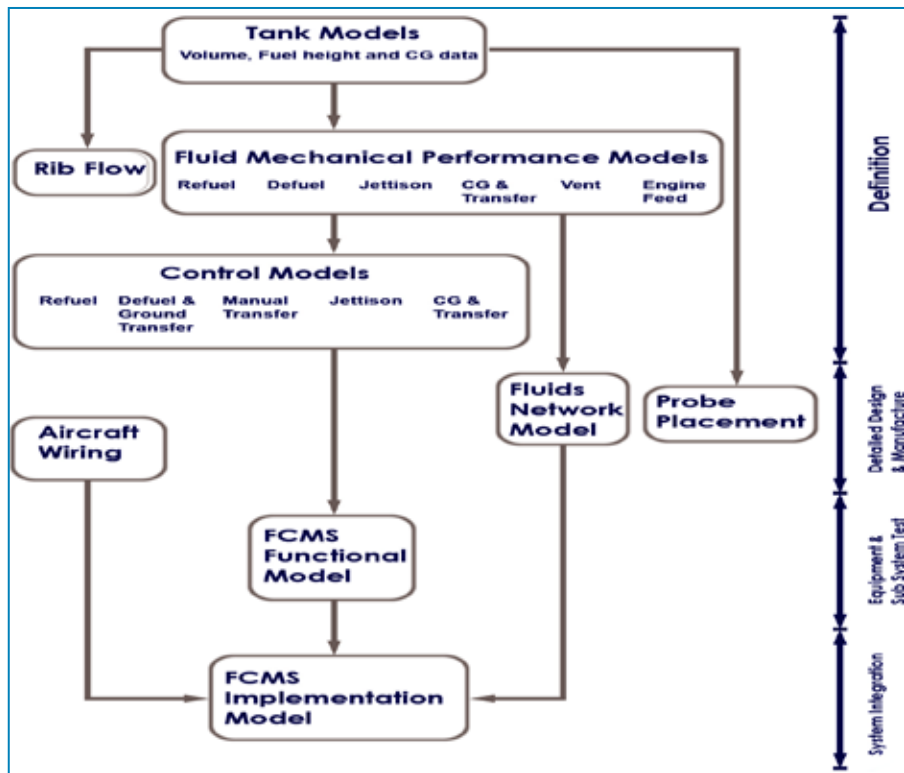 Tank Models
Volume, Fuel height and CG data
Rib Flow
Fluid Mechanical Performance Models
Refuel Defuel Jettison CG & Vent Engine
Transfer Feed
Control Models
Refuel Defuel & Manual Jettison CG &
Ground Transfer Transfer
Transfer
Fluids
Network
Model
Probe
Placement
Aircraft
Wiring
FCMS
Functional
Model
FCMS
Implementation
Model
Definition
Detailed Design
& Manufacture
Equipment &
Sub System Test
System Integration